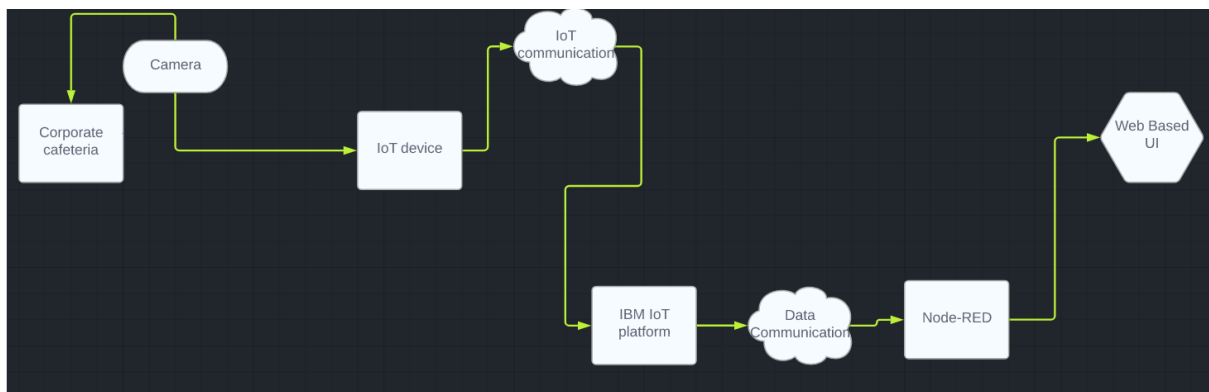 Camera
Corporate
cafeteria
IoT device
IoT
communication
IBM IoT
platform
Data
Communication
Node-RED
Web Based
UI